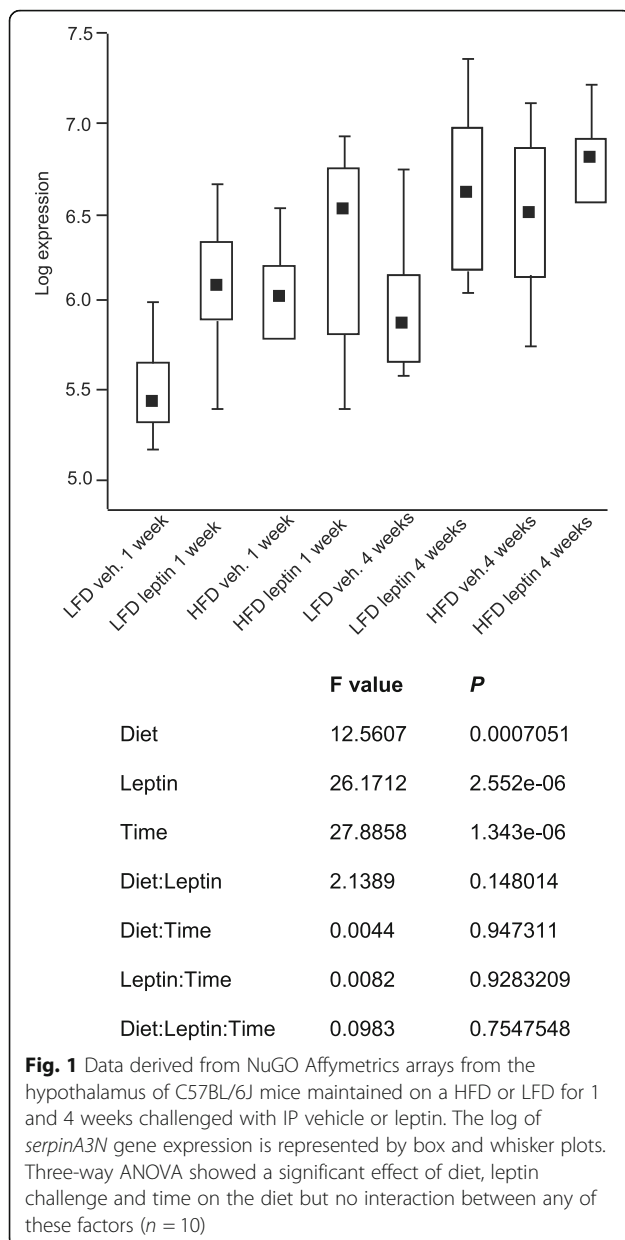 7.5
7.0
6.5
6.0
5.5
5.0
Log expression
LFD veh. 1 week
LFD leptin 1 week
HFD veh. 1 week
HFD leptin 1 week
LFD veh. 4 weeks
LFD leptin 4 weeks
HFD veh.4 weeks
HFD leptin 4 weeks
F value P
Diet 12.5607 0.0007051
Leptin 26.1712 2.552e-06
Time 27.8858 1.343e-06
Diet:Leptin 2.1389 0.148014
Diet:Time 0.0044 0.947311
Leptin:Time 0.0082 0.9283209
Diet:Leptin:Time 0.0983 0.7547548
Fig. 1 Data derived from NuGO Affymetrics arrays from the
hypothalamus of C57BL/6J mice maintained on a HFD or LFD for 1
and 4 weeks challenged with IP vehicle or leptin. The log of
serpinA3N gene expression is represented by box and whisker plots.
Three-way ANOVA showed a significant effect of diet, leptin
challenge and time on the diet but no interaction between any of
these factors (n = 10)